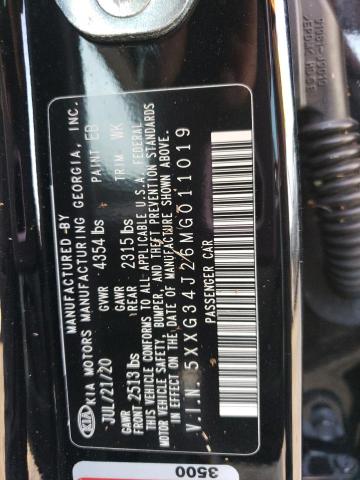 KIA
MANUFACTURED BY
KIA MOTORS MANUFACTURING GEORGIA, INC.
JUL/21/20 GVWR 4354 lbs PAINT EB
GAWR FRONT 2513 lbs GAWR REAR 2315 lbs TRIM WK
THIS VEHICLE CONFORMS TO ALL APPLICABLE U.S.A. FEDERAL
VEHICLE SAFETY, BUMPER, AND THEFT PREVENTION STANDARDS
IN EFFECT ON THE DATE OF MANUFACTURE SHOWN ABOVE.
V.I.N. 5XXG34J26MG011019
PASSENGER CAR
3500